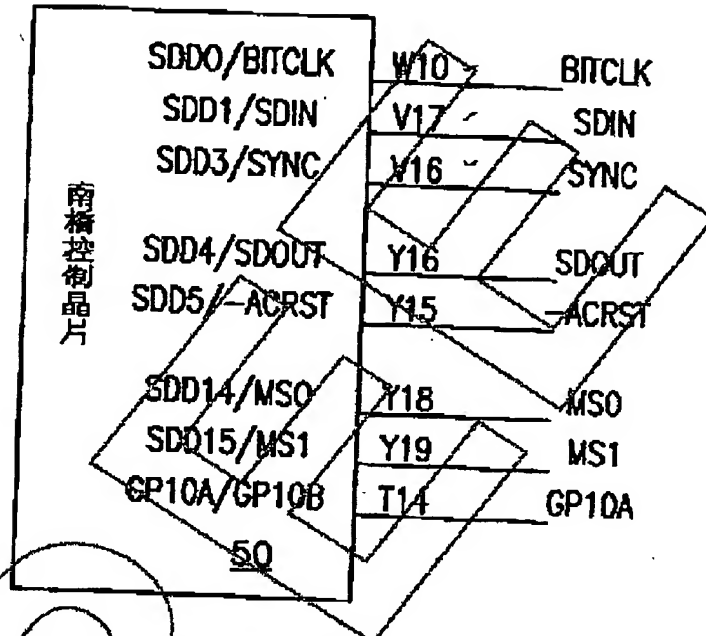 SDD0/BITCLK W10 BITCLK
SDD1/SDIN V17 SDIN
SDD3/SYNC V16 SYNC
南橋控制晶片
SDD4/SDOUT Y16 SDOUT
SDD5/-ACRST Y15 -ACRST
SDD14/MS0 Y18 MS0
SDD15/MS1 Y19 MS1
GP10A/GP10B T14 GP10A
50